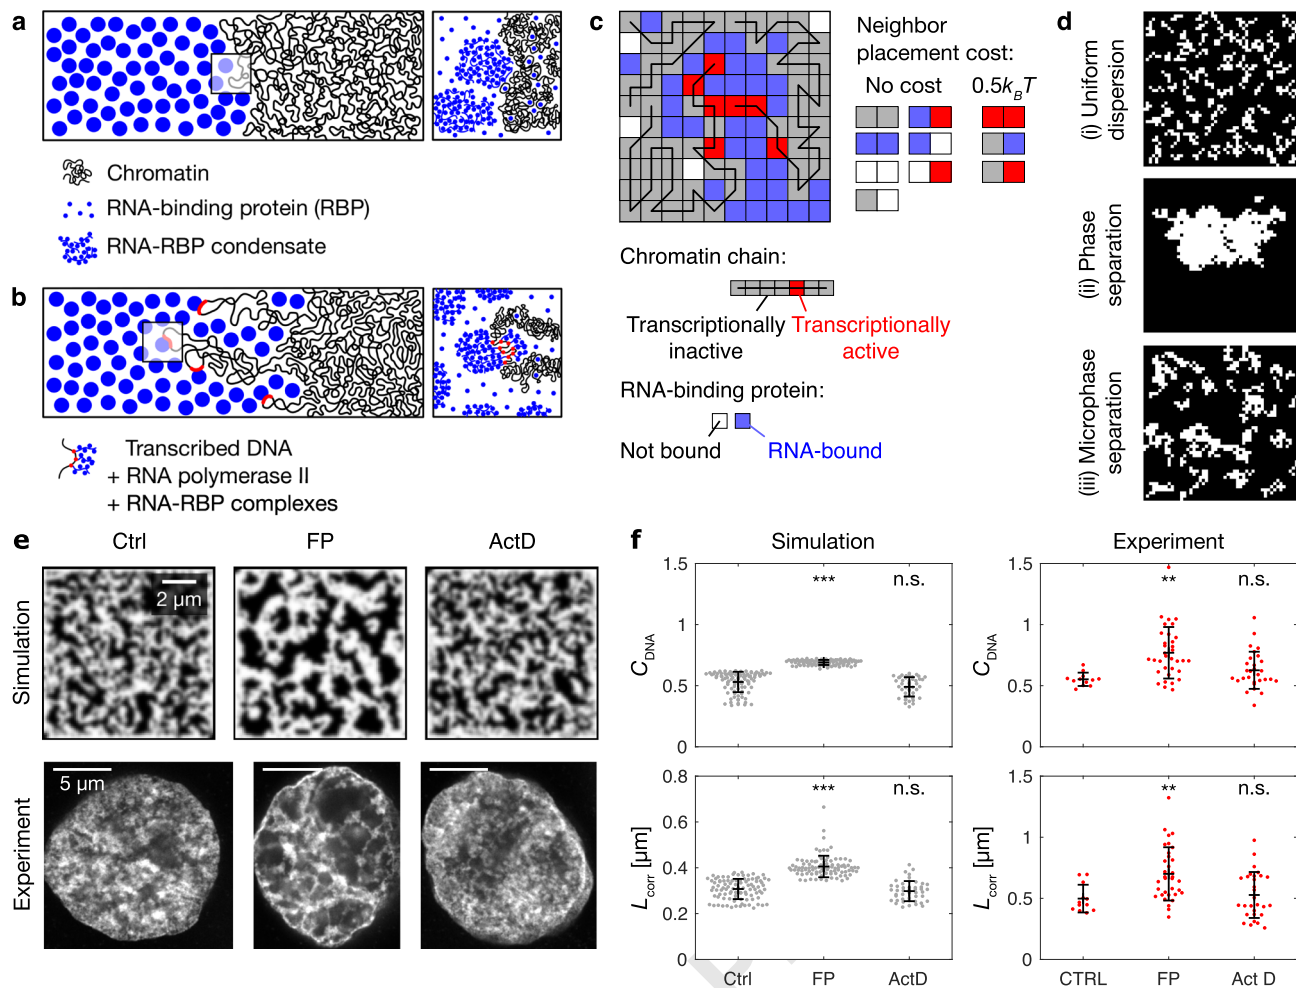 a
Chromatin
RNA-binding protein (RBP)
RNA-RBP condensate
b
Transcribed DNA
+ RNA polymerase II
+ RNA-RBP complexes
c
Neighbor
placement cost:
No cost
0.5k_BT
Chromatin chain:
Transcriptionally
inactive
Transcriptionally
active
RNA-binding protein:
Not bound
RNA-bound
d
(i) Uniform
dispersion
(ii) Phase
separation
(iii) Microphase
separation
e
Ctrl
FP
ActD
Simulation
2 µm
Experiment
5 µm
f
Simulation
Experiment
C_DNA
1.5
1
0.5
0
***
n.s.
C_DNA
1.5
1
0.5
0
**
n.s.
L_corr [µm]
0.8
0.6
0.4
0.2
0
***
n.s.
Ctrl
FP
ActD
L_corr [µm]
1.5
1
0.5
0
**
n.s.
CTRL
FP
Act D